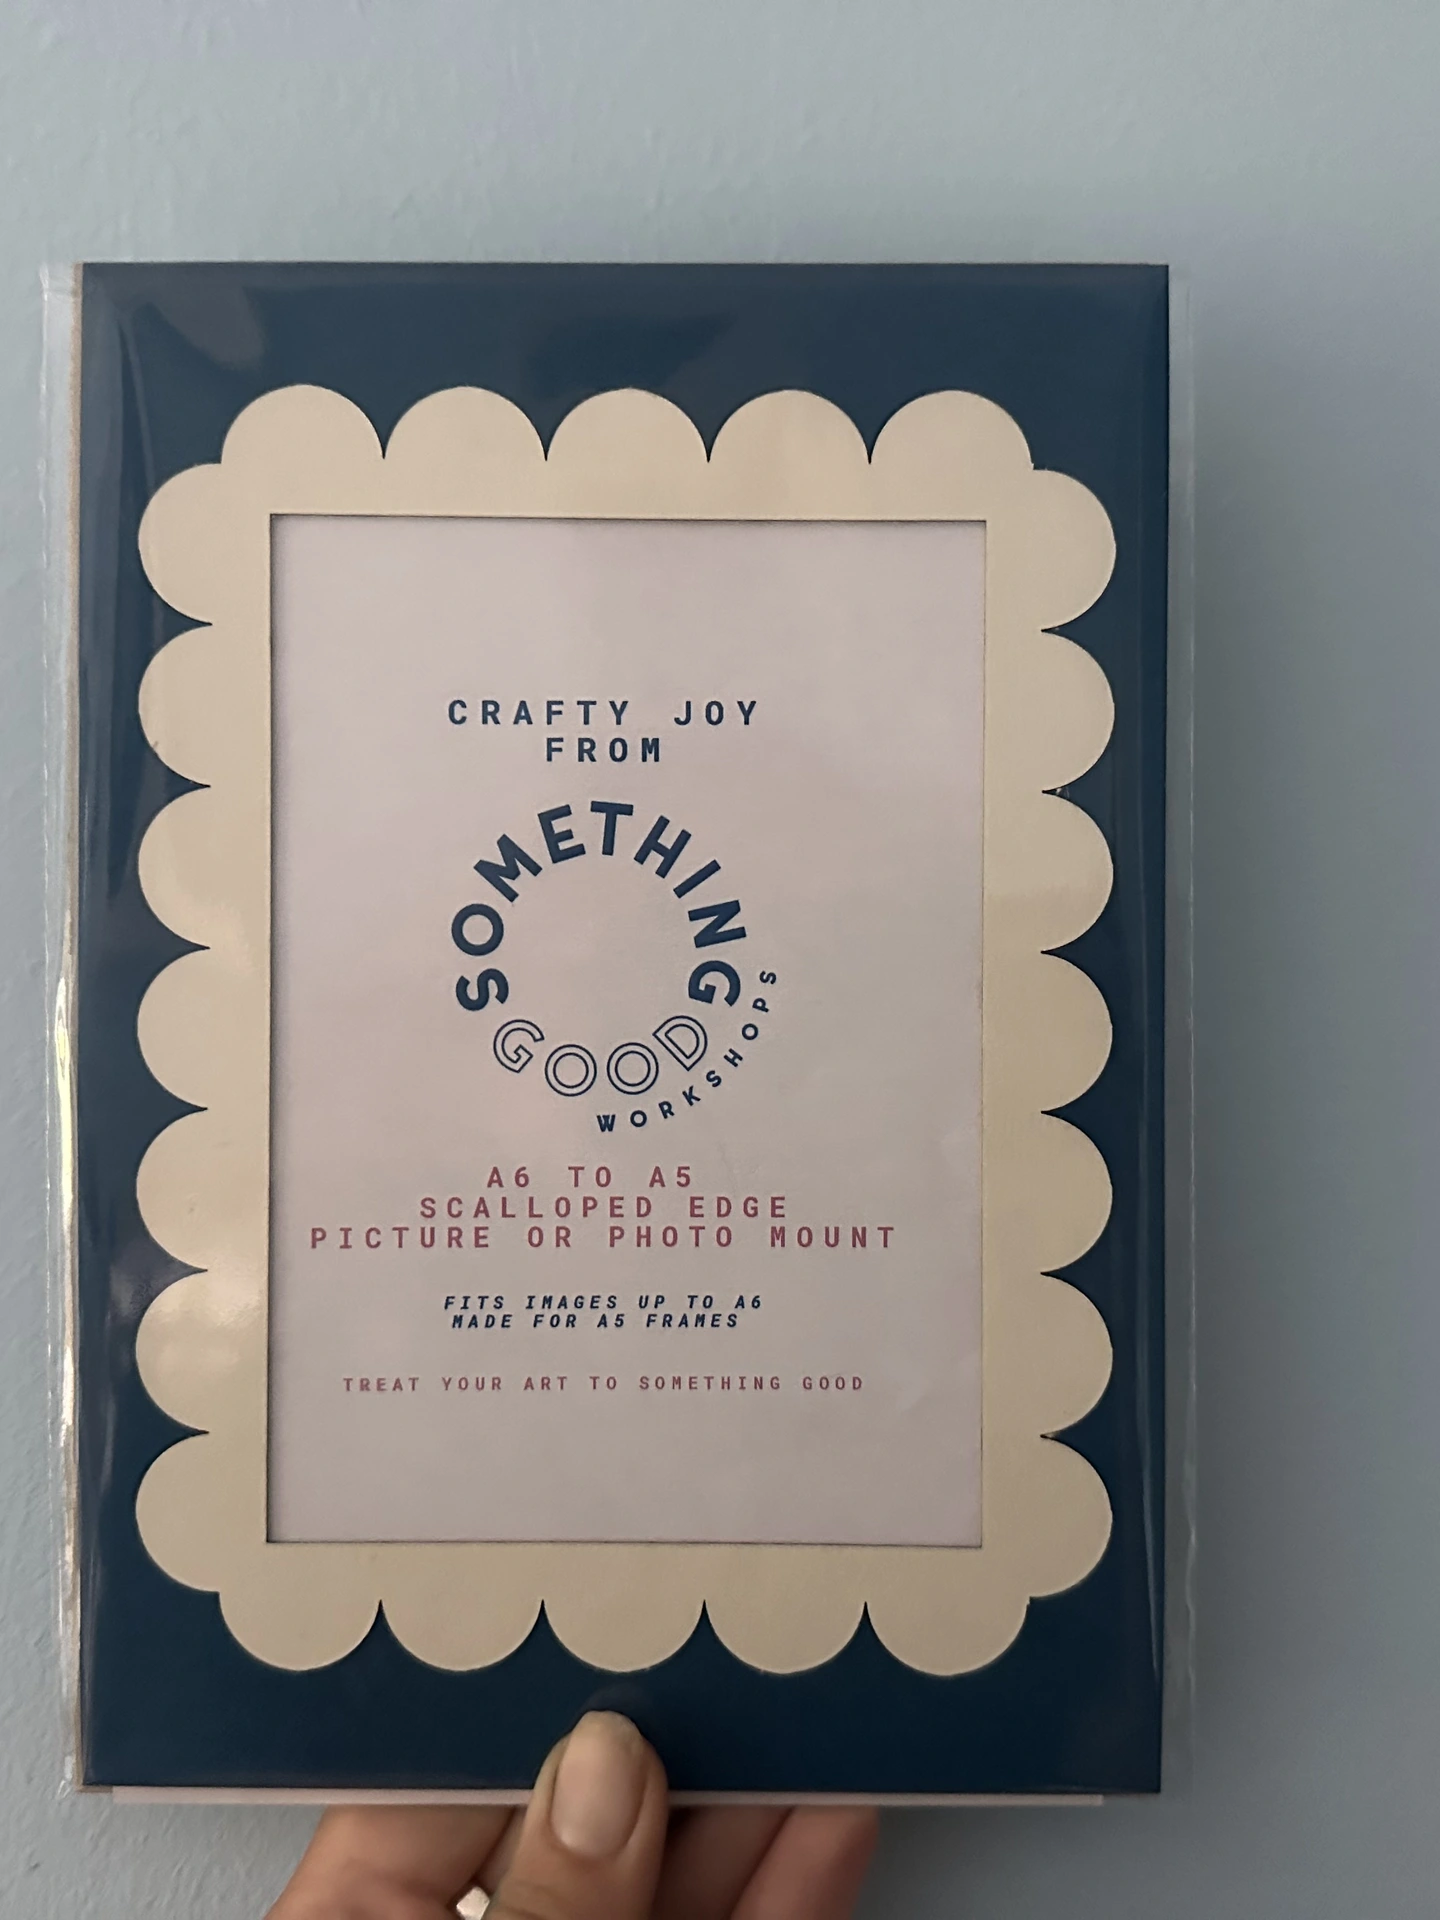 CRAFTY JOY
FROM
SOMETHING
GOOD
WORKSHOPS
A6 TO A5
SCALLOPED EDGE
PICTURE OR PHOTO MOUNT
FITS IMAGES UP TO A6
MADE FOR A5 FRAMES
TREAT YOUR ART TO SOMETHING GOOD